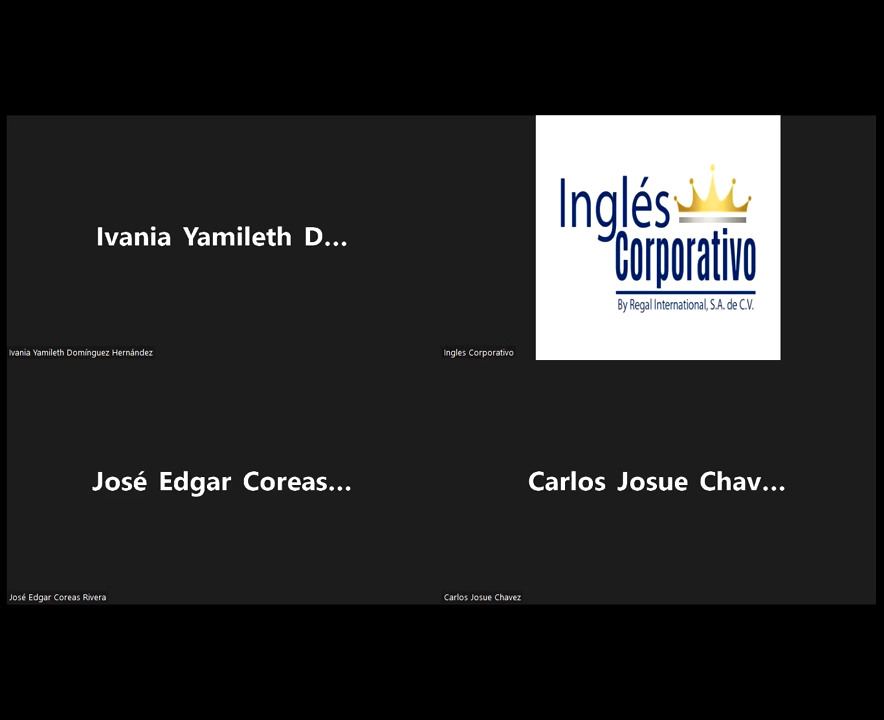 Ivania Yamileth D...
Ivania Yamileth Domínguez Hernández
Inglés
Corporativo
By Regal International, S.A. de C.V.
Ingles Corporativo
José Edgar Coreas...
José Edgar Coreas Rivera
Carlos Josue Chav...
Carlos Josue Chavez